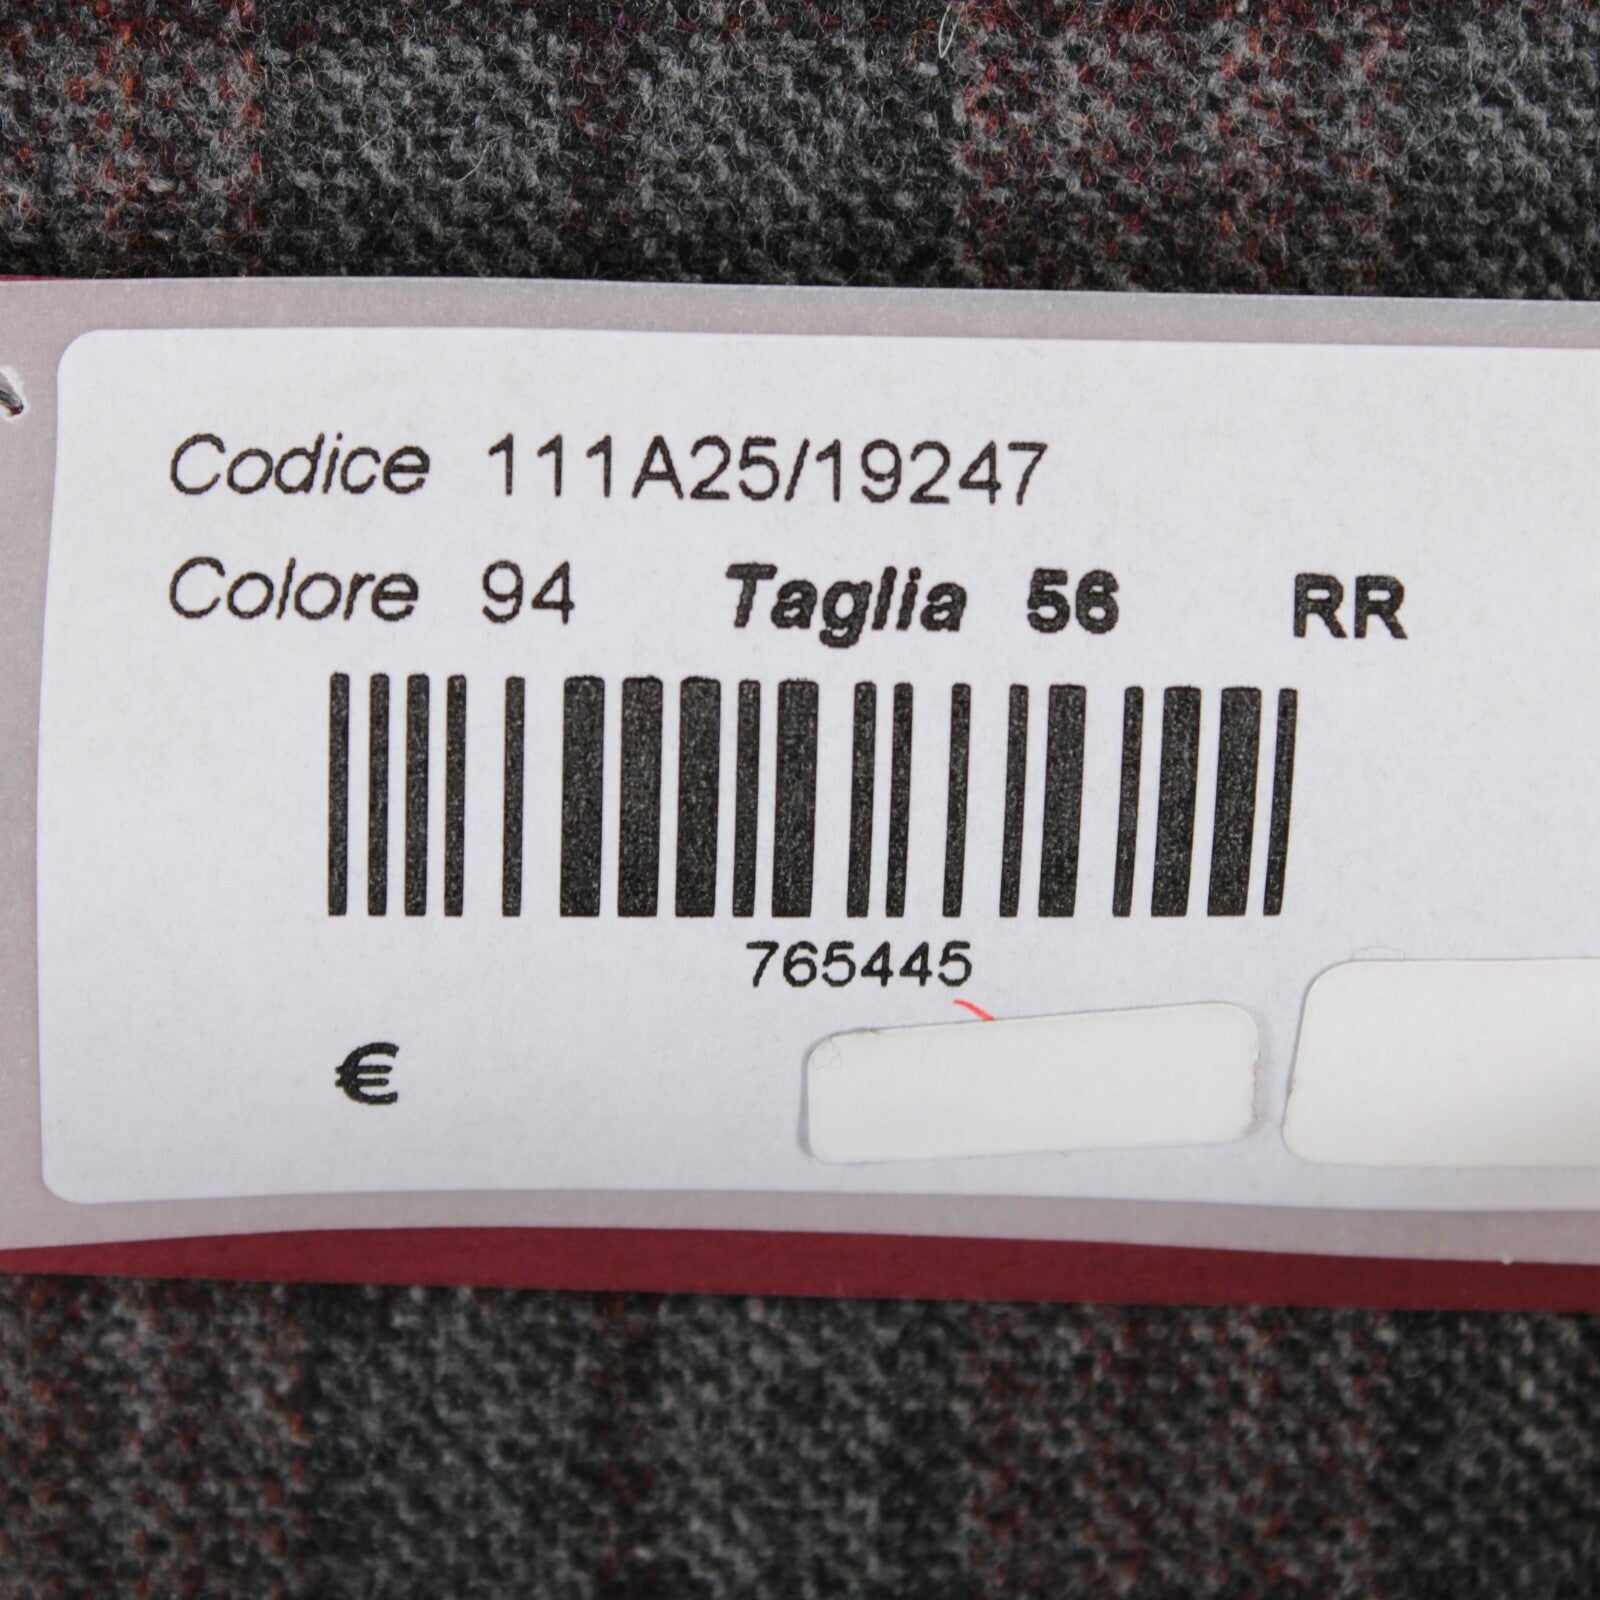 Codice 111A25/19247
Colore 94 Taglia 56 RR
765445
€